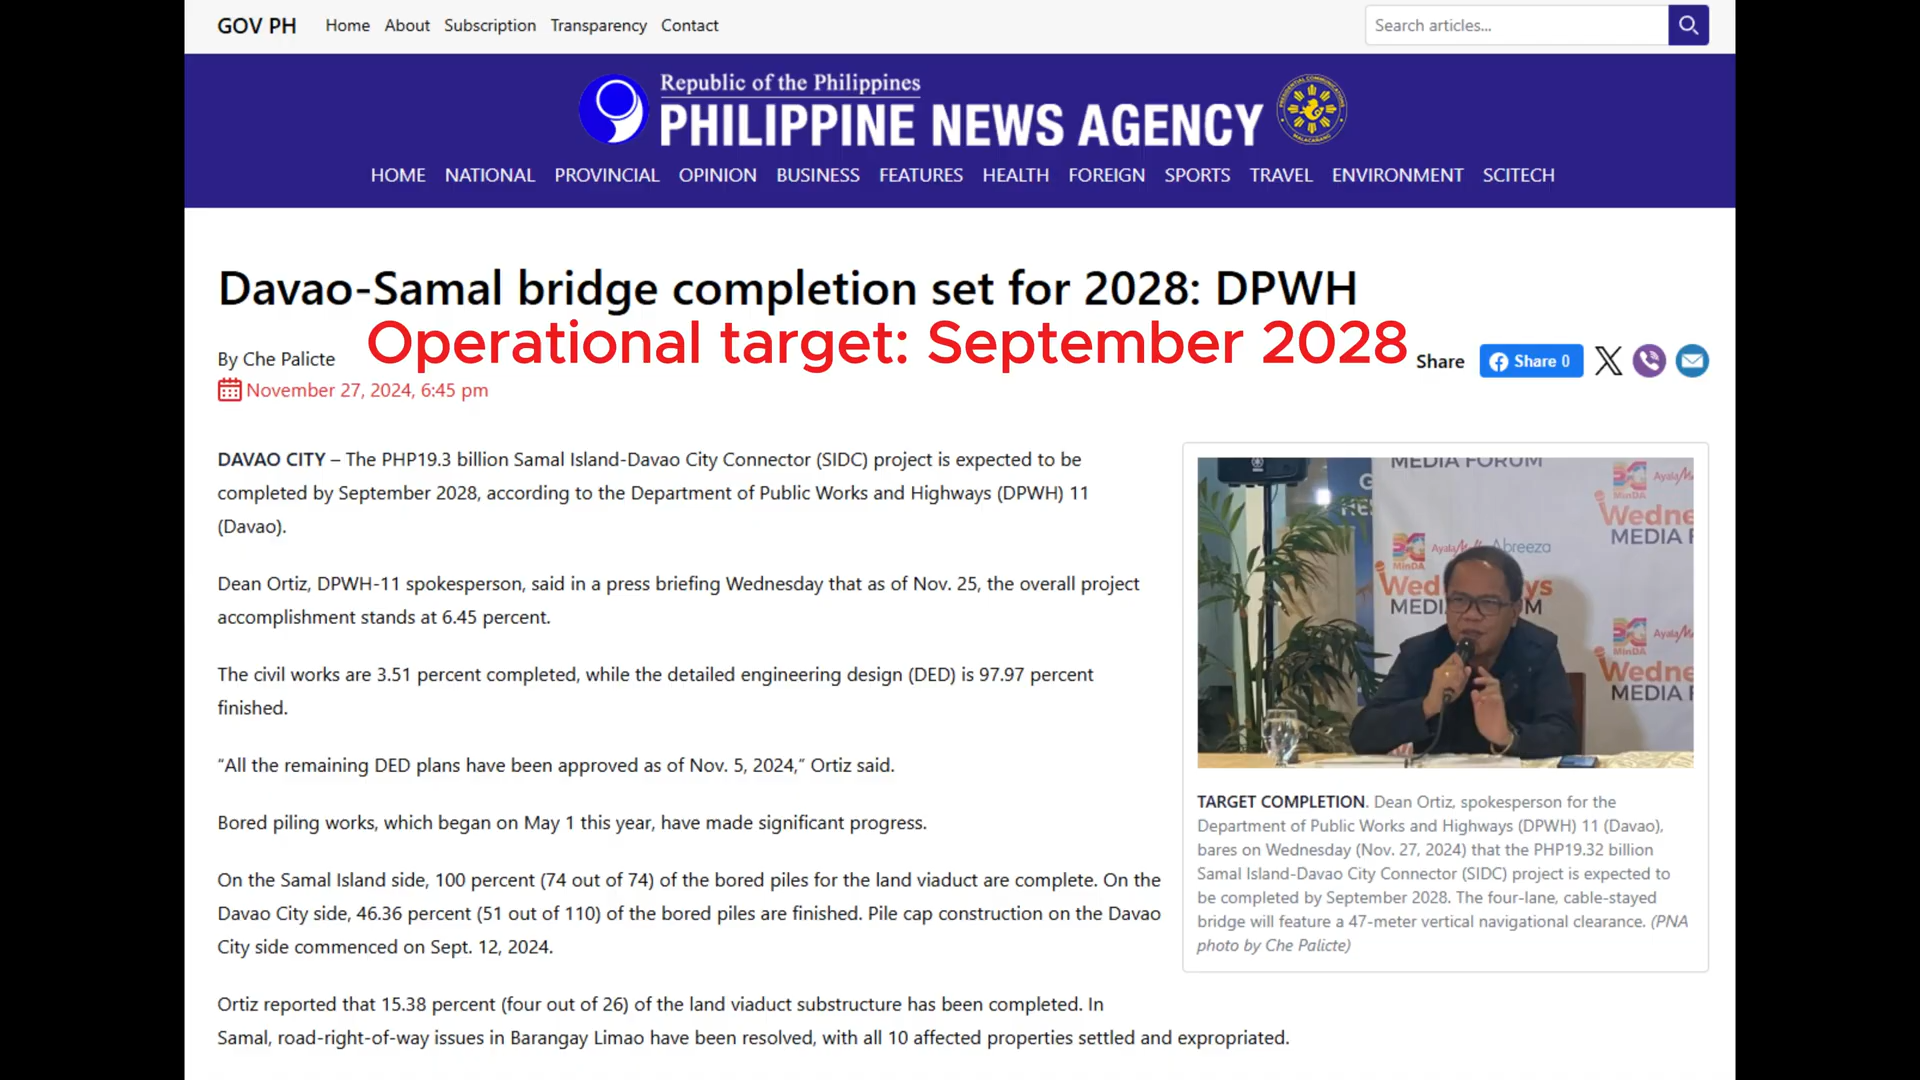 GOV PH Home About Subscription Transparency Contact Search articles...
Republic of the Philippines
PHILIPPINE NEWS AGENCY
HOME NATIONAL PROVINCIAL OPINION BUSINESS FEATURES HEALTH FOREIGN SPORTS TRAVEL ENVIRONMENT SCITECH
Davao-Samal bridge completion set for 2028: DPWH
Operational target: September 2028
By Che Palicte
Share Share 0
November 27, 2024, 6:45 pm
DAVAO CITY – The PHP19.3 billion Samal Island-Davao City Connector (SIDC) project is expected to be
completed by September 2028, according to the Department of Public Works and Highways (DPWH) 11
(Davao).
Dean Ortiz, DPWH-11 spokesperson, said in a press briefing Wednesday that as of Nov. 25, the overall project
accomplishment stands at 6.45 percent.
The civil works are 3.51 percent completed, while the detailed engineering design (DED) is 97.97 percent
finished.
“All the remaining DED plans have been approved as of Nov. 5, 2024,” Ortiz said.
Bored piling works, which began on May 1 this year, have made significant progress.
On the Samal Island side, 100 percent (74 out of 74) of the bored piles for the land viaduct are complete. On the
Davao City side, 46.36 percent (51 out of 110) of the bored piles are finished. Pile cap construction on the Davao
City side commenced on Sept. 12, 2024.
Ortiz reported that 15.38 percent (four out of 26) of the land viaduct substructure has been completed. In
Samal, road-right-of-way issues in Barangay Limao have been resolved, with all 10 affected properties settled and expropriated.
MEDIA FORUM
MinDA Abreeza
MinDA
MEDIA
TARGET COMPLETION. Dean Ortiz, spokesperson for the
Department of Public Works and Highways (DPWH) 11 (Davao),
bares on Wednesday (Nov. 27, 2024) that the PHP19.32 billion
Samal Island-Davao City Connector (SIDC) project is expected to
be completed by September 2028. The four-lane, cable-stayed
bridge will feature a 47-meter vertical navigational clearance. (PNA
photo by Che Palicte)